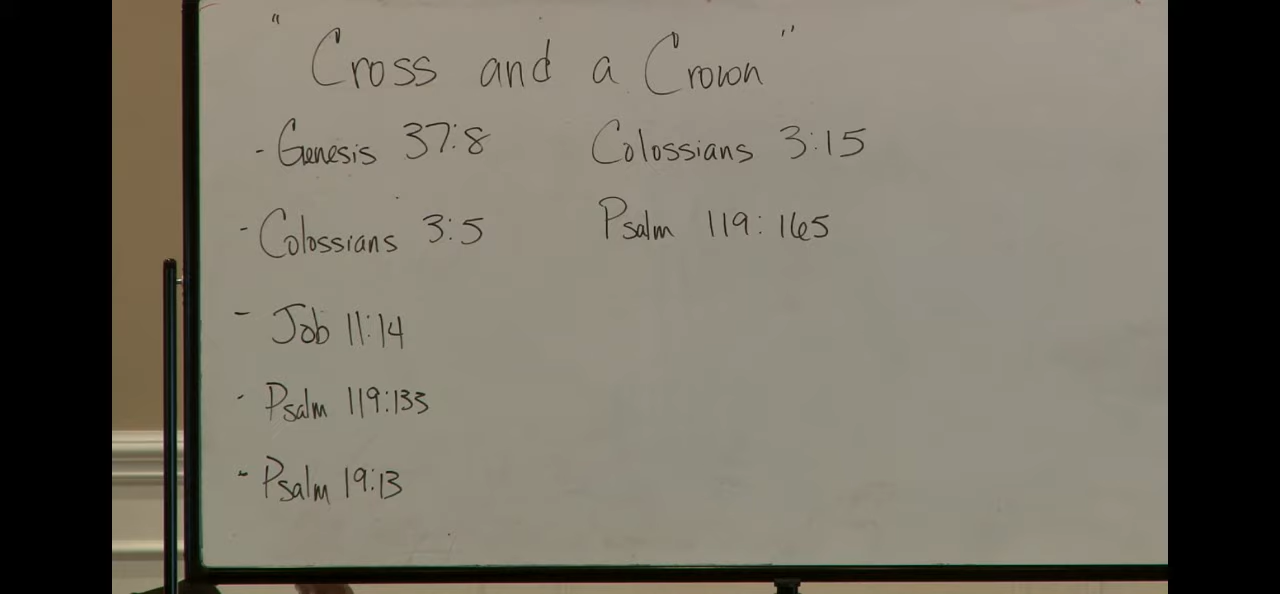 "Cross and a Crown"
- Genesis 37:8
- Colossians 3:5
- Job 11:14
- Psalm 119:133
- Psalm 19:13
Colossians 3:15
Psalm 119:165